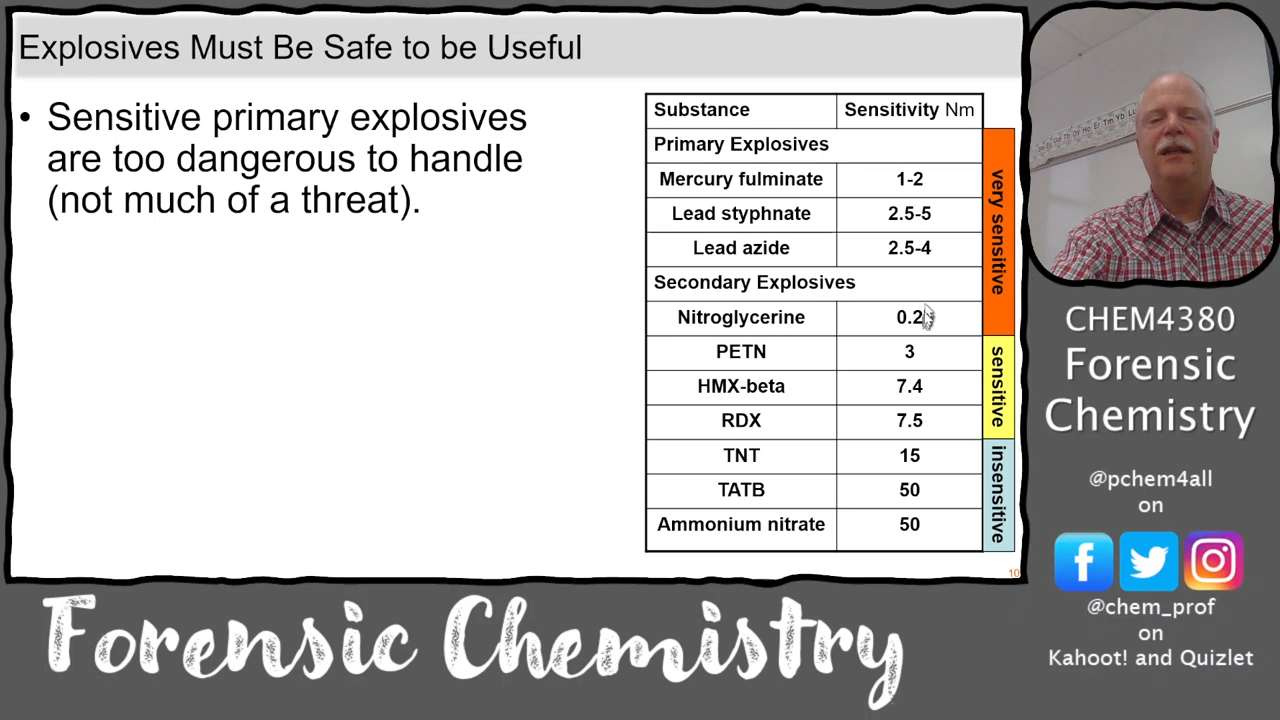 Explosives Must Be Safe to be Useful
• Sensitive primary explosives
are too dangerous to handle
(not much of a threat).
Substance Sensitivity Nm
Primary Explosives
Mercury fulminate 1-2
Lead styphnate 2.5-5
Lead azide 2.5-4
Secondary Explosives
Nitroglycerine 0.2
PETN 3
HMX-beta 7.4
RDX 7.5
TNT 15
TATB 50
Ammonium nitrate 50
very sensitive
sensitive
insensitive
10
CHEM4380
Forensic
Chemistry
@pchem4all
on
@chem_prof
on
Kahoot! and Quizlet
Forensic Chemistry